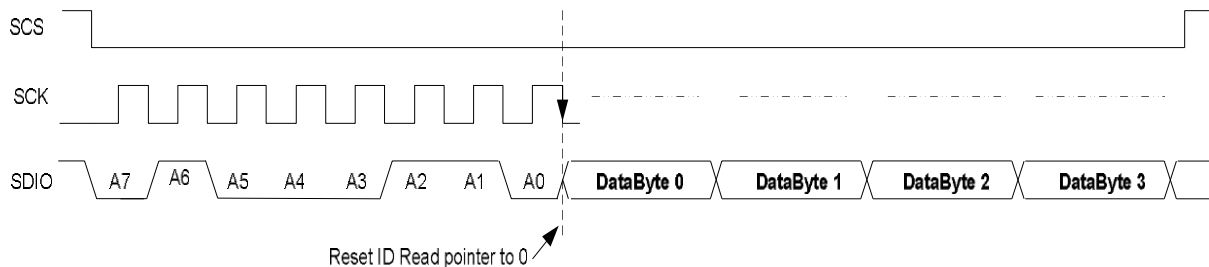 SCS
SCK
SDIO A7 A6 A5 A4 A3 A2 A1 A0 DataByte 0 DataByte 1 DataByte 2 DataByte 3
Reset ID Read pointer to 0